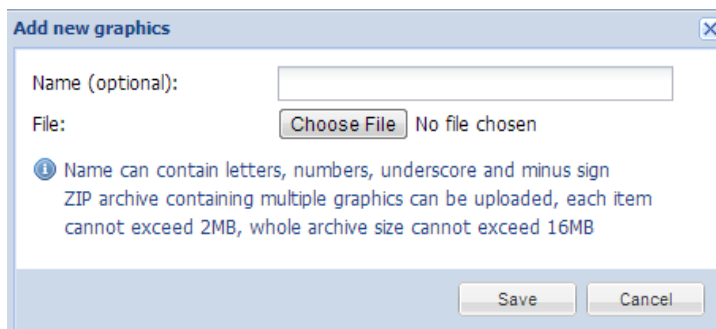 Add new graphics
Name (optional):
File: Choose File No file chosen
Name can contain letters, numbers, underscore and minus sign
ZIP archive containing multiple graphics can be uploaded, each item
cannot exceed 2MB, whole archive size cannot exceed 16MB
Save Cancel